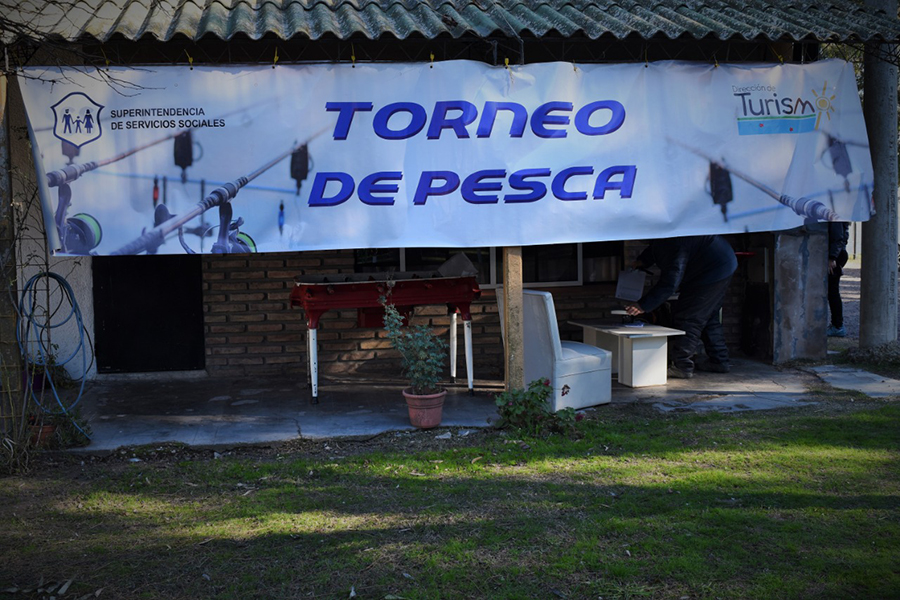 SUPERINTENDENCIA
DE SERVICIOS SOCIALES
TORNEO
DE PESCA
Dirección de
Turismo